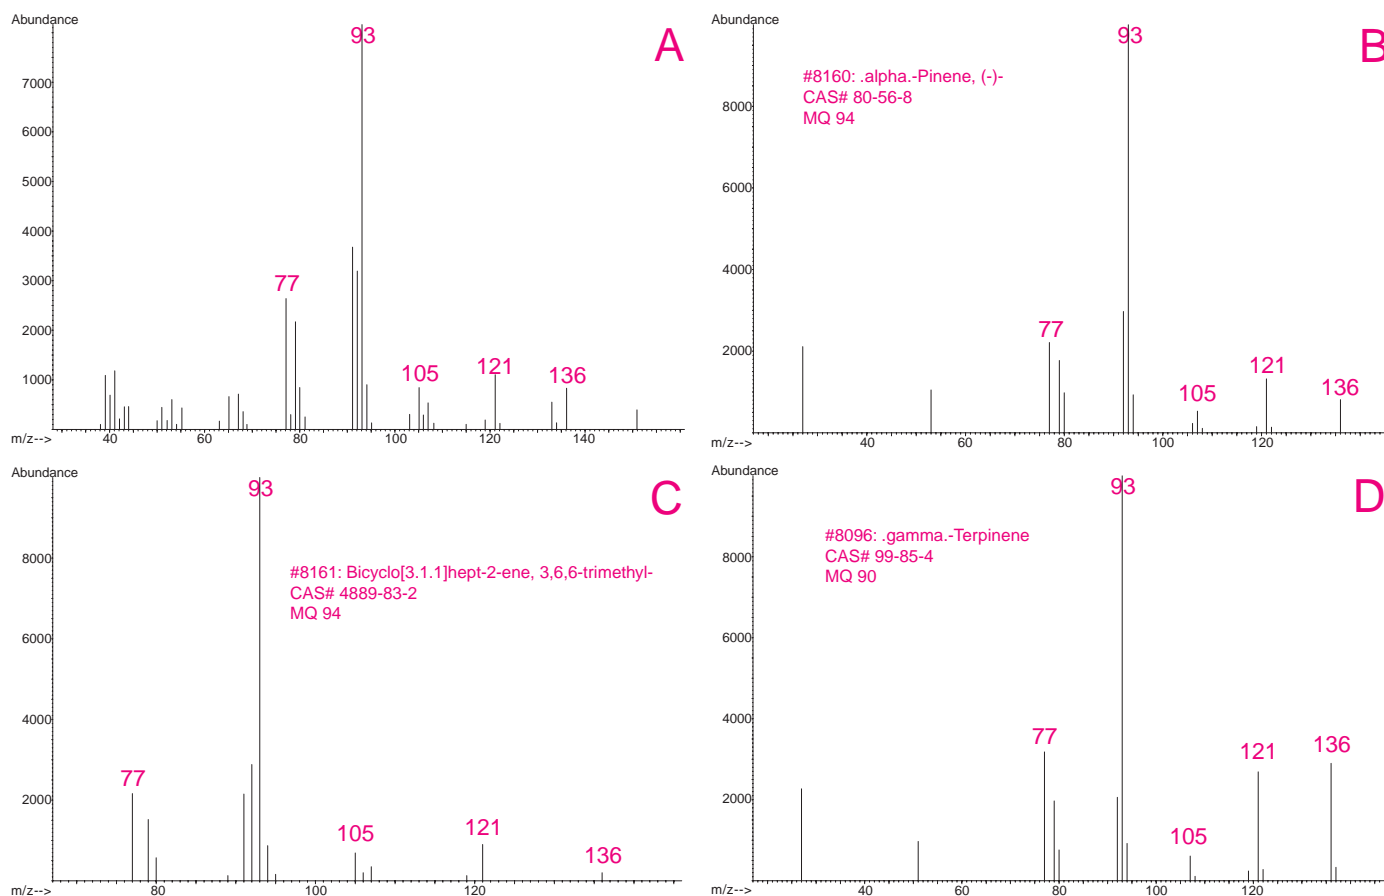 Abundance
93
A
7000
6000
5000
4000
3000
77
2000
105
121
136
1000
m/z-->
40
60
80
100
120
140
Abundance
93
B
#8160: .alpha.-Pinene, (-)-
CAS# 80-56-8
MQ 94
8000
6000
4000
77
2000
105
121
136
m/z-->
40
60
80
100
120
Abundance
93
C
#8161: Bicyclo[3.1.1]hept-2-ene, 3,6,6-trimethyl-
CAS# 4889-83-2
MQ 94
8000
6000
4000
77
2000
105
121
136
m/z-->
80
100
120
Abundance
93
D
#8096: .gamma.-Terpinene
CAS# 99-85-4
MQ 90
8000
6000
4000
77
121
136
2000
105
m/z-->
40
60
80
100
120